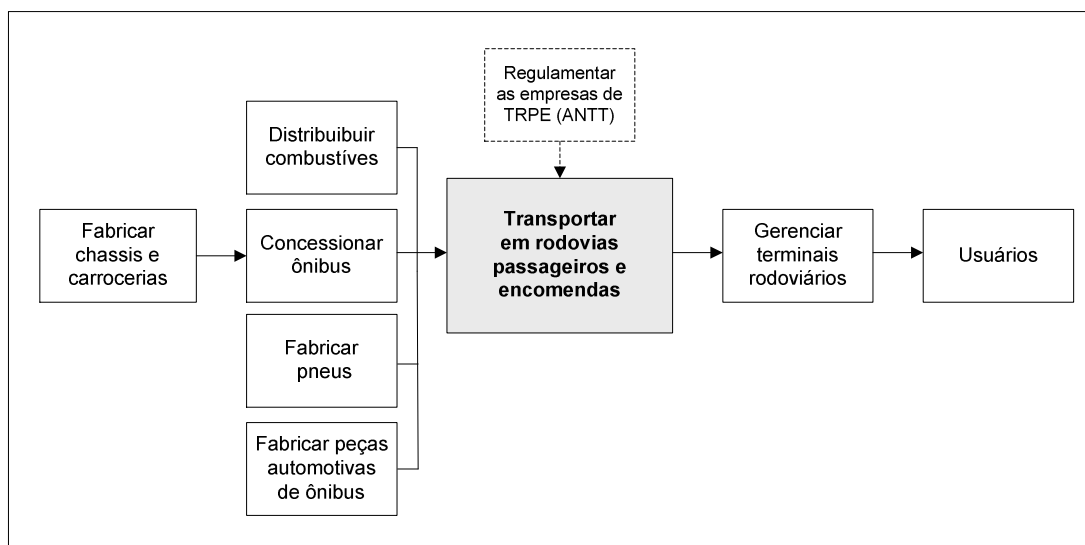 Regulamentar
as empresas de
TRPE (ANTT)
Distribuibuir
combustíves
Fabricar
chassis e
carrocerias
Concessionar
ônibus
Transportar
em rodovias
passageiros e
encomendas
Gerenciar
terminais
rodoviários
Usuários
Fabricar
pneus
Fabricar peças
automotivas
de ônibus